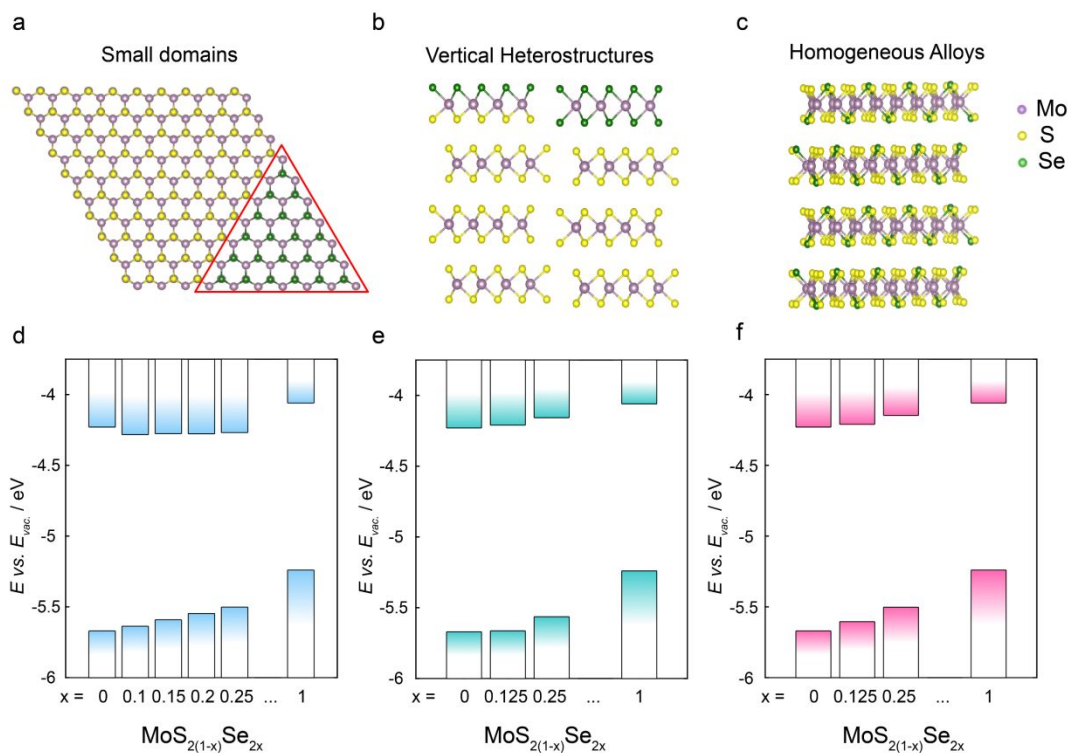 a
Small domains
b
Vertical Heterostructures
c
Homogeneous Alloys
Mo
S
Se
d
-4
-4.5
-5
-5.5
-6
E vs. Evac. / eV
x = 0 0.1 0.15 0.2 0.25 ... 1
MoS2(1-x)Se2x
e
-4
-4.5
-5
-5.5
-6
E vs. Evac. / eV
x = 0 0.125 0.25 ... 1
MoS2(1-x)Se2x
f
-4
-4.5
-5
-5.5
-6
E vs. Evac. / eV
x = 0 0.125 0.25 ... 1
MoS2(1-x)Se2x